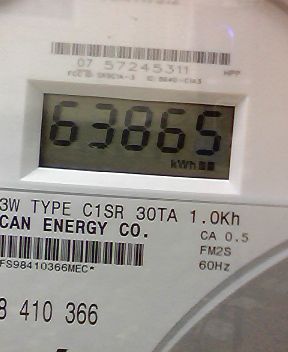 07 57245311 HPP
63865
kWh
3W TYPE C1SR 30TA 1.0Kh
CAN ENERGY CO. CA 0.5
FM2S
FS98410366MEC* 60Hz
8 410 366